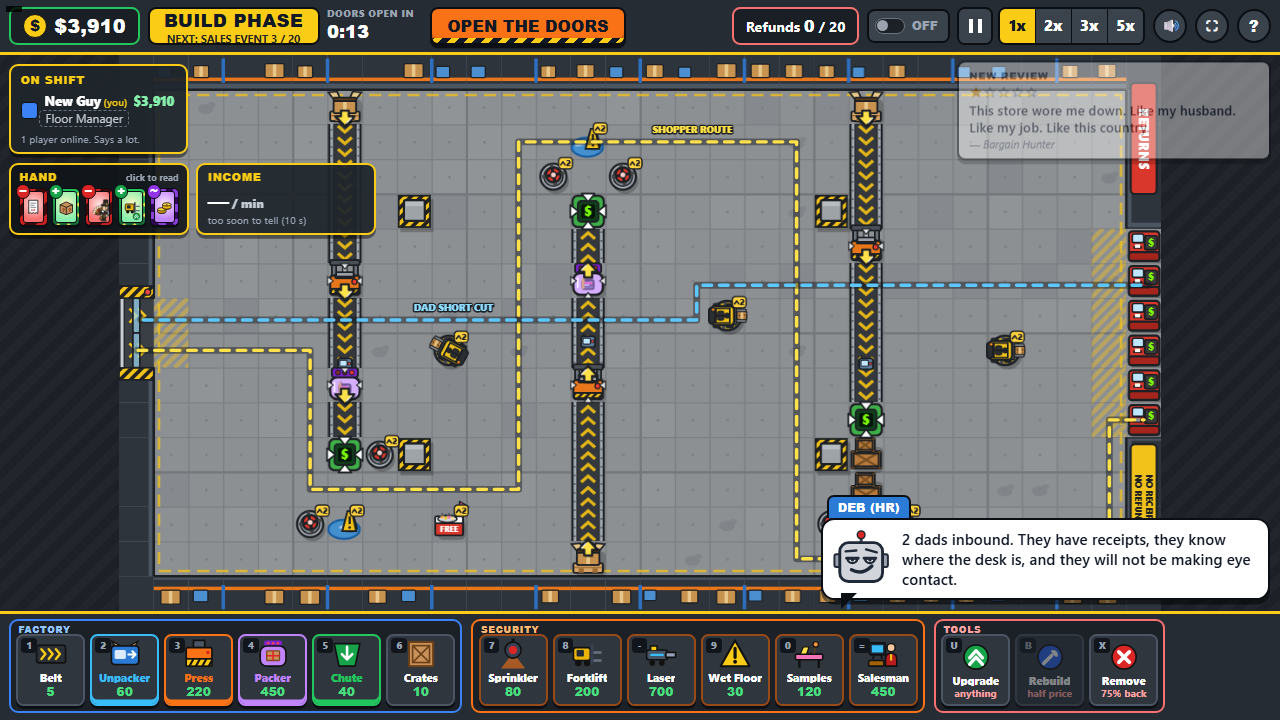 $3,910
BUILD PHASE
NEXT: SALES EVENT 3 / 20
DOORS OPEN IN
0:13
OPEN THE DOORS
Refunds 0 / 20
OFF
1x
2x
3x
5x
?
ON SHIFT
New Guy (you) $3,910
Floor Manager
1 player online. Says a lot.
HAND
click to read
INCOME
— / min
too soon to tell (10 s)
NEW REVIEW
This store wore me down. Like my husband.
Like my job. Like this country.
— Bargain Hunter
RETURNS
SHOPPER ROUTE
DAD SHORT CUT
FREE
DEB (HR)
2 dads inbound. They have receipts, they know
where the desk is, and they will not be making eye
contact.
FACTORY
1
Belt
5
2
Unpacker
60
3
Press
220
4
Packer
450
5
Chute
40
6
Crates
10
SECURITY
7
Sprinkler
80
8
Forklift
200
-
Laser
700
9
Wet Floor
30
0
Samples
120
=
Salesman
450
TOOLS
U
Upgrade
anything
B
Rebuild
half price
X
Remove
75% back